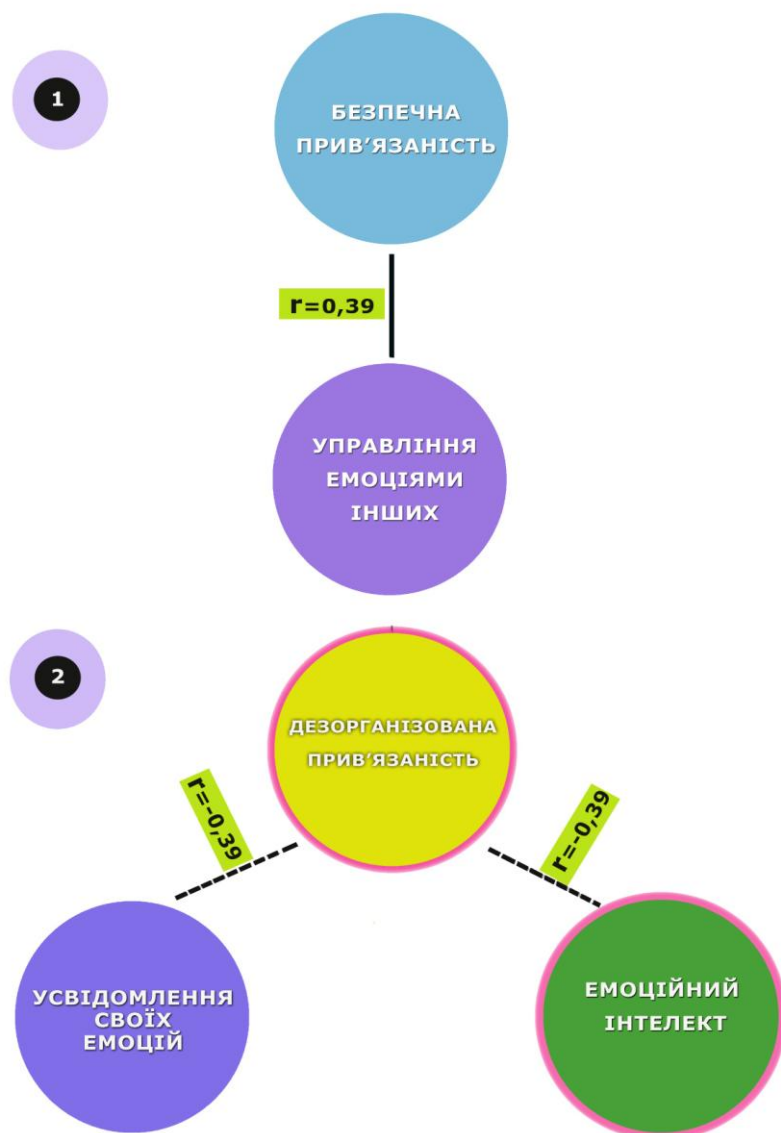 1
БЕЗПЕЧНА
ПРИВ’ЯЗАНІСТЬ
r=0,39
УПРАВЛІННЯ
ЕМОЦІЯМИ
ІНШИХ
2
ДЕЗОРГАНІЗОВАНА
ПРИВ’ЯЗАНІСТЬ
r=-0,39
r=-0,39
УСВІДОМЛЕННЯ
СВОЇХ
ЕМОЦІЙ
ЕМОЦІЙНИЙ
ІНТЕЛЕКТ